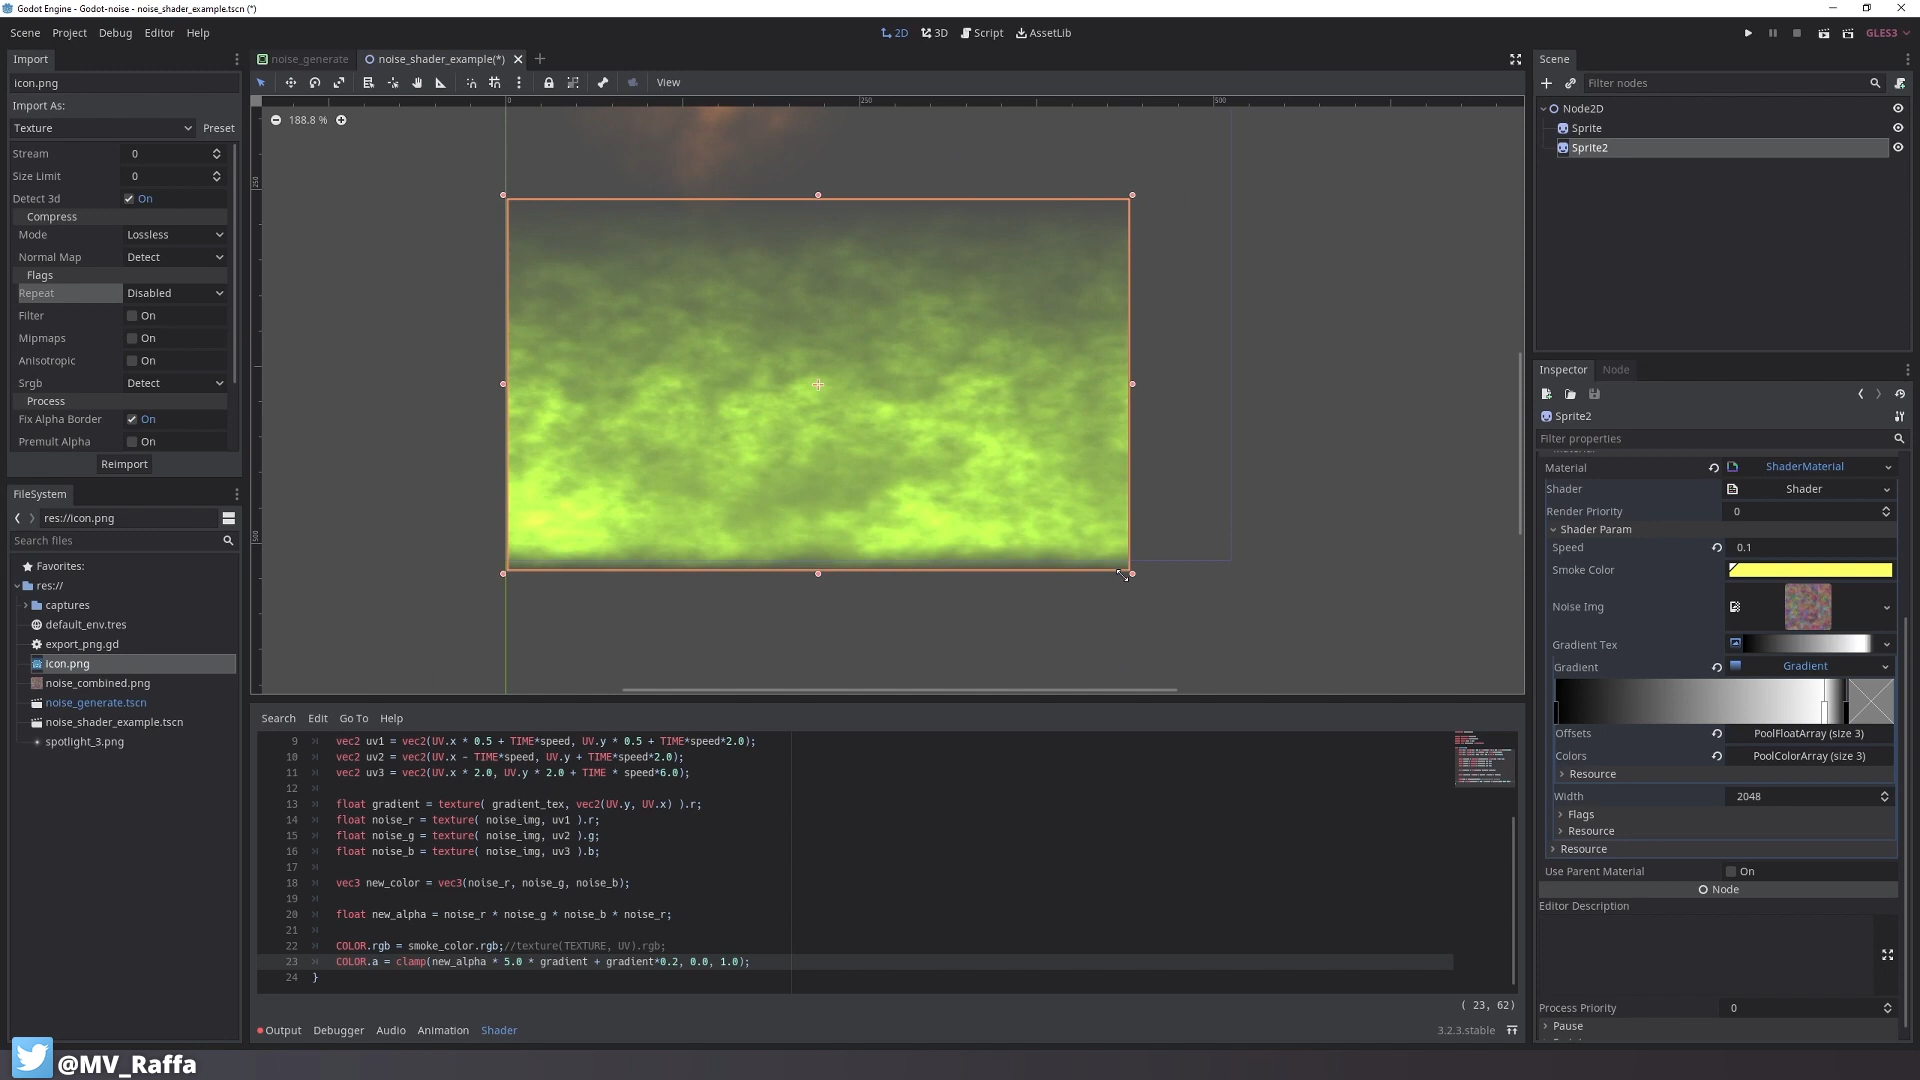 Godot Engine - Godot-noise - noise_shader_example.tscn (*)
Scene Project Debug Editor Help
2D 3D Script AssetLib
GLES3
Import
icon.png
Import As:
Texture Preset
Stream 0
Size Limit 0
Detect 3d On
Compress
Mode Lossless
Normal Map Detect
Flags
Repeat Disabled
Filter On
Mipmaps On
Anisotropic On
Srgb Detect
Process
Fix Alpha Border On
Premult Alpha On
Reimport
FileSystem
res://icon.png
Search files
Favorites:
res://
captures
default_env.tres
export_png.gd
icon.png
noise_combined.png
noise_generate.tscn
noise_shader_example.tscn
spotlight_3.png
@MV_Raffa
noise_generate noise_shader_example(*)
View
0 250 500
188.8 %
250
500
Search Edit Go To Help
9 vec2 uv1 = vec2(UV.x * 0.5 + TIME*speed, UV.y * 0.5 + TIME*speed*2.0);
10 vec2 uv2 = vec2(UV.x - TIME*speed, UV.y + TIME*speed*2.0);
11 vec2 uv3 = vec2(UV.x * 2.0, UV.y * 2.0 + TIME * speed*6.0);
12
13 float gradient = texture( gradient_tex, vec2(UV.y, UV.x) ).r;
14 float noise_r = texture( noise_img, uv1 ).r;
15 float noise_g = texture( noise_img, uv2 ).g;
16 float noise_b = texture( noise_img, uv3 ).b;
17
18 vec3 new_color = vec3(noise_r, noise_g, noise_b);
19
20 float new_alpha = noise_r * noise_g * noise_b * noise_r;
21
22 COLOR.rgb = smoke_color.rgb;//texture(TEXTURE, UV).rgb;
23 COLOR.a = clamp(new_alpha * 5.0 * gradient + gradient*0.2, 0.0, 1.0);
24 }
( 23, 62)
Output Debugger Audio Animation Shader
3.2.3.stable
Scene
Filter nodes
Node2D
Sprite
Sprite2
Inspector Node
Sprite2
Filter properties
Material ShaderMaterial
Shader Shader
Render Priority 0
Shader Param
Speed 0.1
Smoke Color
Noise Img
Gradient Tex
Gradient Gradient
Offsets PoolFloatArray (size 3)
Colors PoolColorArray (size 3)
Resource
Width 2048
Flags
Resource
Resource
Use Parent Material On
Node
Editor Description
Process Priority 0
Pause